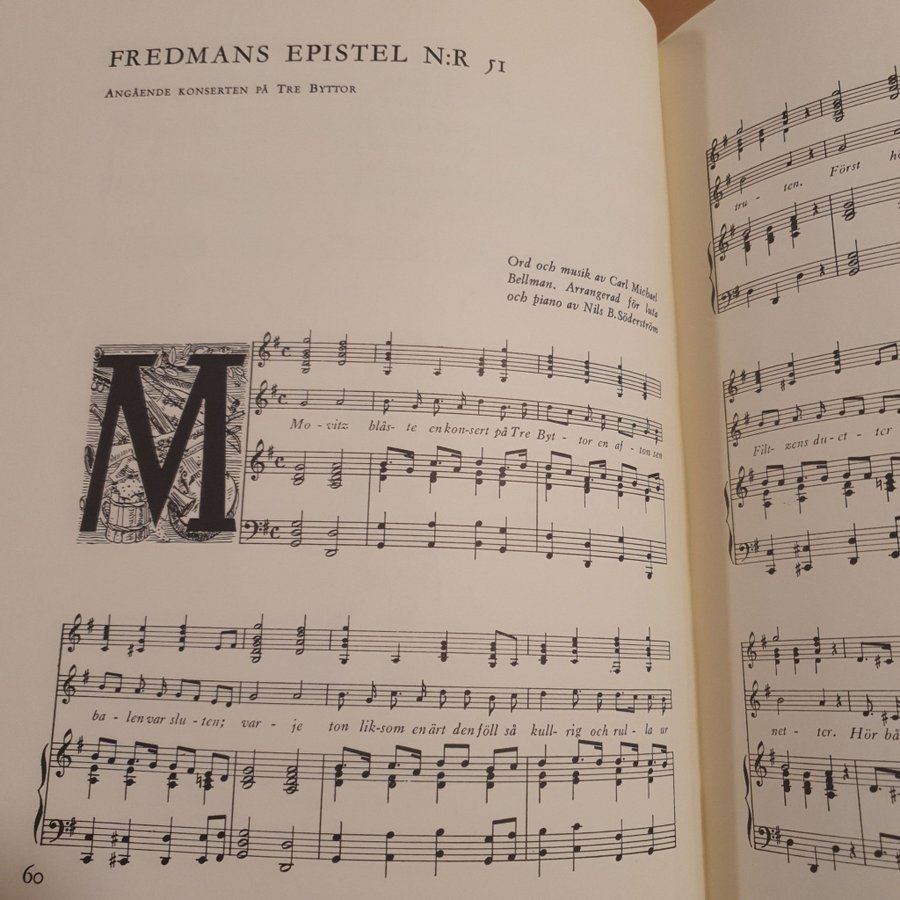 FREDMANS EPISTEL N:R 51
ANGÅENDE KONSERTEN PÅ TRE BYTTOR
Ord och musik av Carl Michael
Bellman. Arrangerad för luta
och piano av Nils B. Söderström
M
Mo - vitz blås - te en kon - sert på Tre Byt - tor en af - ton sen
ba - len var slu - ten; var - je ton lik - som en ärt den föll så kull - rig och rul - la ur
60
tru - ten. Först
Filt - zens du - et - ter
net - ter. Hör